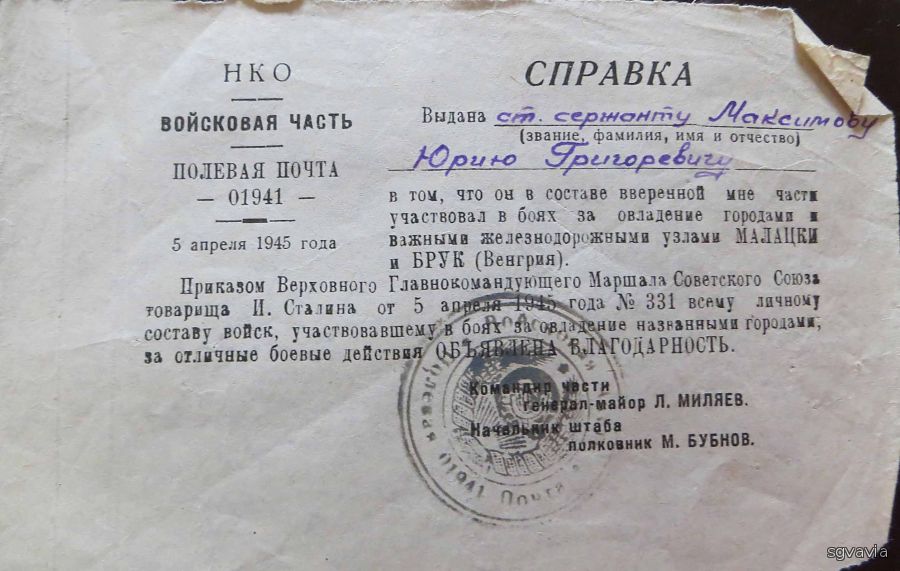 НКО
ВОЙСКОВАЯ ЧАСТЬ
ПОЛЕВАЯ ПОЧТА
— 01941 —
5 апреля 1945 года
СПРАВКА
Выдана ст. сержанту Максимову
(звание, фамилия, имя и отчество)
Юрию Григоревичу
в том, что он в составе вверенной мне части
участвовал в боях за овладение городами и
важными железнодорожными узлами МАЛАЦКИ
и БРУК (Венгрия).
Приказом Верховного Главнокомандующего Маршала Советского Союза
товарища И. Сталина от 5 апреля 1945 года № 331 всему личному
составу войск, участвовавшему в боях за овладение названными городами,
за отличные боевые действия ОБЪЯВЛЕНА БЛАГОДАРНОСТЬ.
Командир части
генерал-майор Л. МИЛЯЕВ.
Начальник штаба
полковник М. БУБНОВ.
01941 Почта
sgvavia